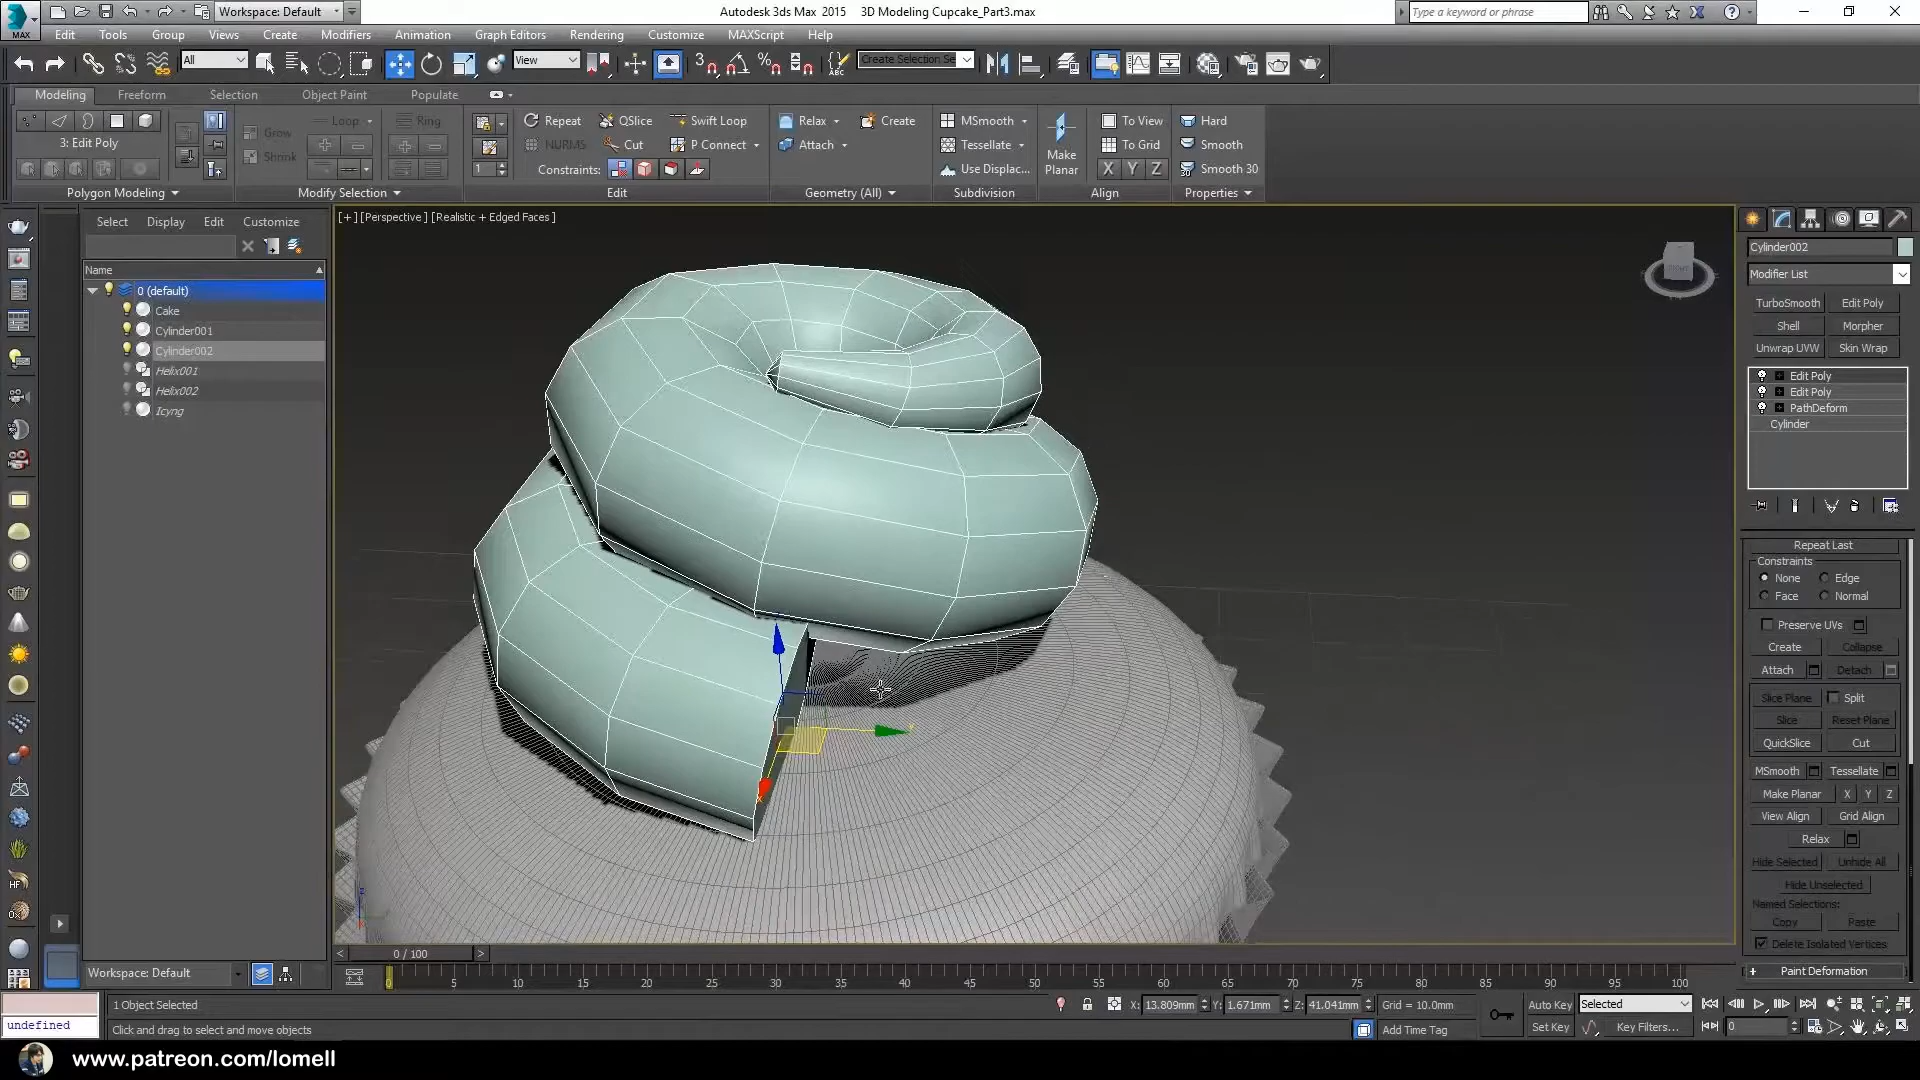 Workspace: Default
Autodesk 3ds Max 2015 3D Modeling Cupcake_Part3.max
Type a keyword or phrase
MAX
Edit Tools Group Views Create Modifiers Animation Graph Editors Rendering Customize MAXScript Help
All
View
Create Selection Se
Modeling Freeform Selection Object Paint Populate
3: Edit Poly
Polygon Modeling
Loop Ring
Grow
Shrink
Modify Selection
Repeat QSlice Swift Loop
NURMS Cut P Connect
1 Constraints:
Edit
Relax Create
Attach
Geometry (All)
MSmooth
Tessellate
Use Displac...
Subdivision
Make
Planar
To View
To Grid
X Y Z
Align
Hard
Smooth
Smooth 30
Properties
Select Display Edit Customize
Name
0 (default)
Cake
Cylinder001
Cylinder002
Helix001
Helix002
Icyng
[+] [Perspective] [Realistic + Edged Faces]
Cylinder002
Modifier List
TurboSmooth Edit Poly
Shell Morpher
Unwrap UVW Skin Wrap
Edit Poly
Edit Poly
PathDeform
Cylinder
Repeat Last
Constraints
None Edge
Face Normal
Preserve UVs
Create Collapse
Attach Detach
Slice Plane Split
Slice Reset Plane
QuickSlice Cut
MSmooth Tessellate
Make Planar X Y Z
View Align Grid Align
Relax
Hide Selected Unhide All
Hide Unselected
Named Selections:
Copy Paste
Delete Isolated Vertices
+ Paint Deformation
HF
Workspace: Default
< 0 / 100 >
0 5 10 15 20 25 30 35 40 45 50 55 60 65 70 75 80 85 90 95 100
1 Object Selected
X: 13.809mm Y: 1.671mm Z: 41.041mm Grid = 10.0mm
Auto Key Selected
undefined
Click and drag to select and move objects
Add Time Tag
Set Key Key Filters... 0
www.patreon.com/lomell